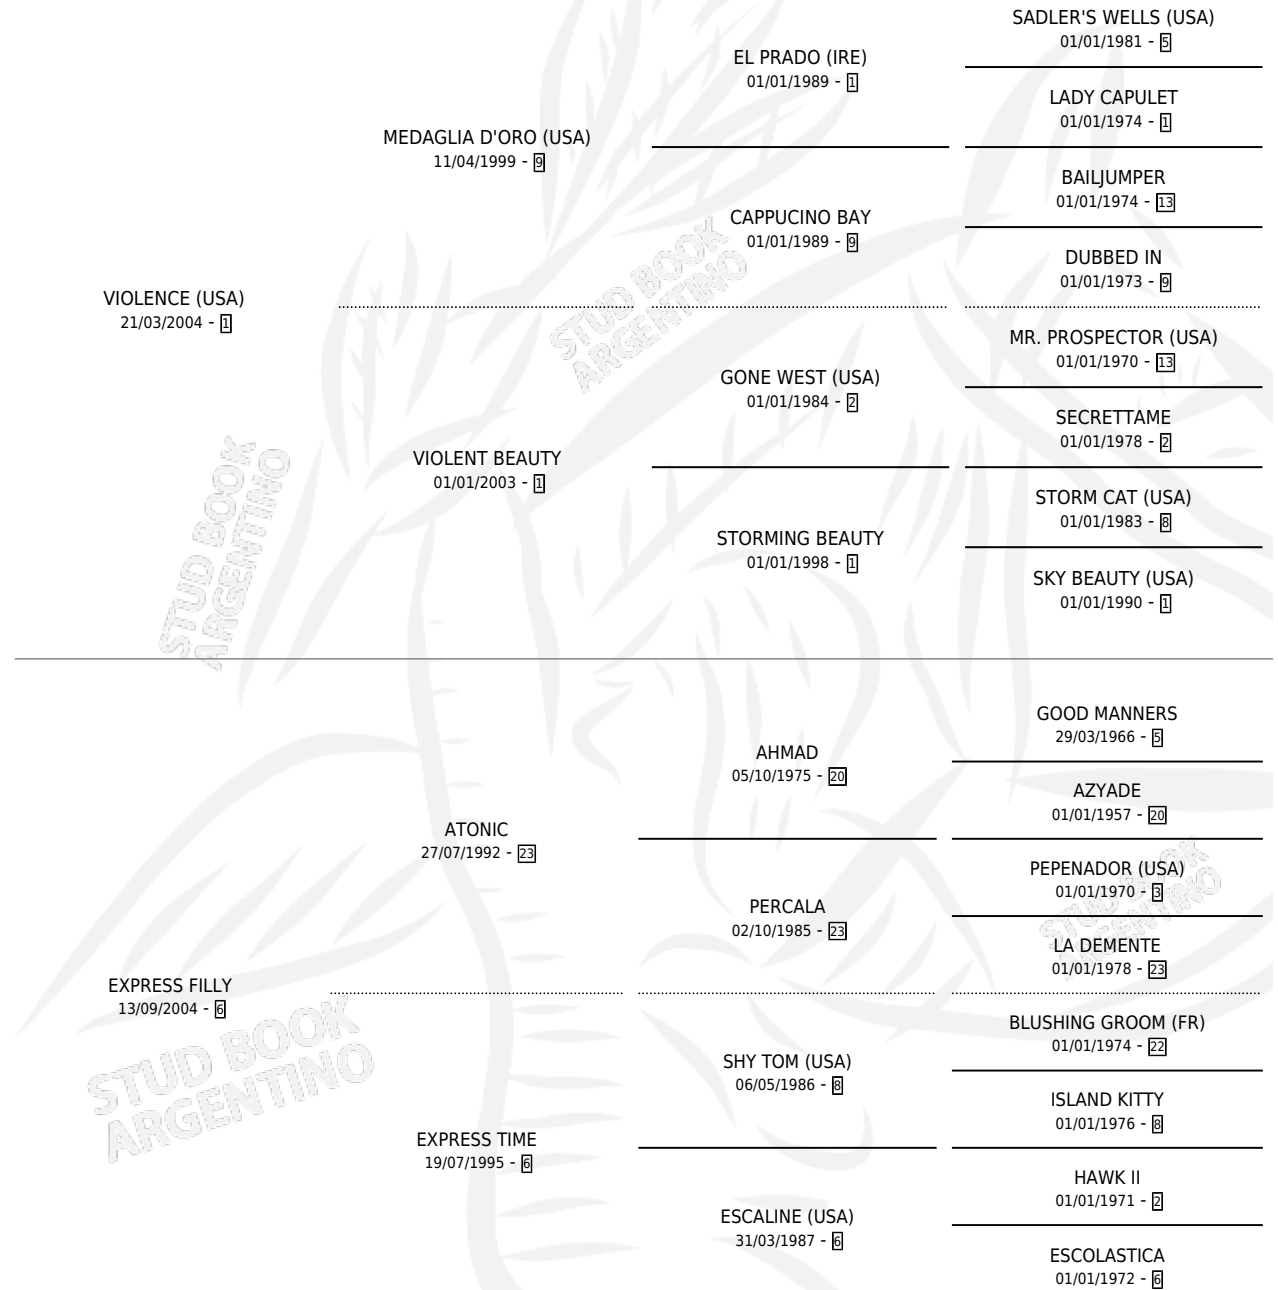 SADLER'S WELLS (USA)
01/01/1981 - 5
EL PRADO (IRE)
01/01/1989 - 1
LADY CAPULET
01/01/1974 - 1
MEDAGLIA D'ORO (USA)
11/04/1999 - 9
BAILJUMPER
01/01/1974 - 13
CAPPUCINO BAY
01/01/1989 - 9
DUBBED IN
01/01/1973 - 9
STUD BOOK
ARGENTINO
VIOLENCE (USA)
21/03/2004 - 1
MR. PROSPECTOR (USA)
01/01/1970 - 13
GONE WEST (USA)
01/01/1984 - 2
SECRETTAME
01/01/1978 - 2
VIOLENT BEAUTY
01/01/2003 - 1
STORM CAT (USA)
01/01/1983 - 8
STORMING BEAUTY
01/01/1998 - 1
SKY BEAUTY (USA)
01/01/1990 - 1
STUD BOOK
ARGENTINO
GOOD MANNERS
29/03/1966 - 5
AHMAD
05/10/1975 - 20
AZYADE
01/01/1957 - 20
ATONIC
27/07/1992 - 23
PEPENADOR (USA)
01/01/1970 - 3
PERCALA
02/10/1985 - 23
LA DEMENTE
01/01/1978 - 23
STUD BOOK
ARGENTINO
EXPRESS FILLY
13/09/2004 - 6
BLUSHING GROOM (FR)
01/01/1974 - 22
SHY TOM (USA)
06/05/1986 - 8
ISLAND KITTY
01/01/1976 - 8
STUD BOOK
ARGENTINO
EXPRESS TIME
19/07/1995 - 6
HAWK II
01/01/1971 - 2
ESCALINE (USA)
31/03/1987 - 6
ESCOLASTICA
01/01/1972 - 6